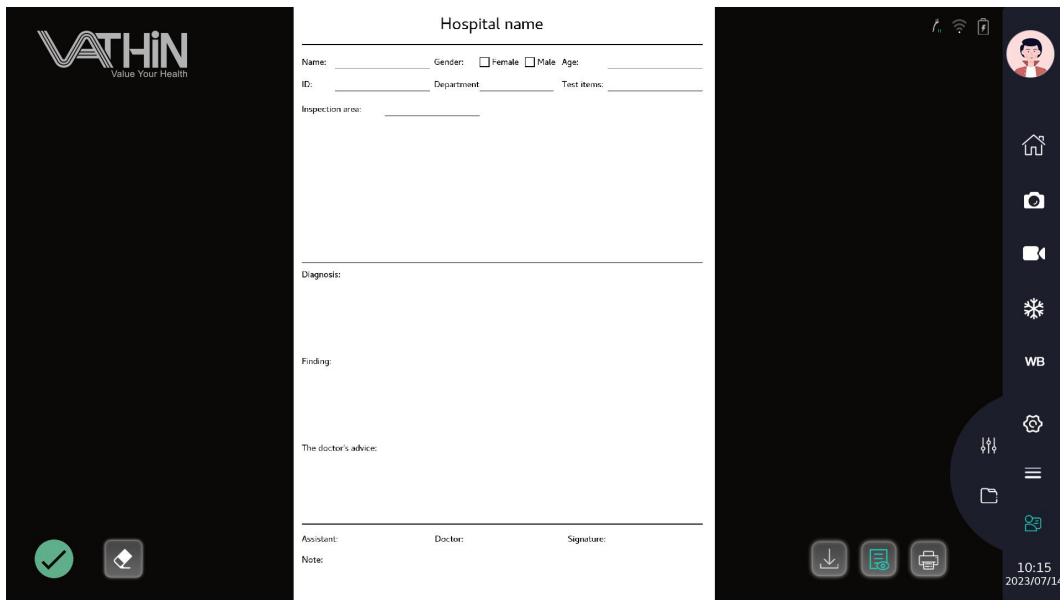 VATHiN
Value Your Health
Hospital name
Name: Gender: Female Male Age:
ID: Department Test items:
Inspection area:
Diagnosis:
Finding:
The doctor's advice:
Assistant: Doctor: Signature:
Note:
WB
10:15
2023/07/14